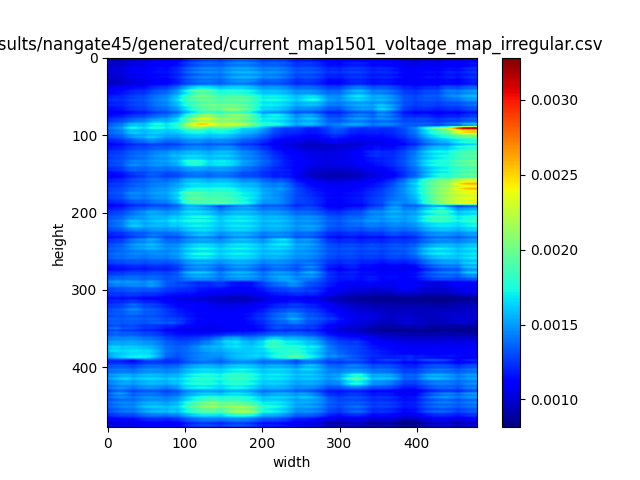 sults/nangate45/generated/current_map1501_voltage_map_irregular.csv
0
100
200
300
400
height
0 100 200 300 400
width
0.0030
0.0025
0.0020
0.0015
0.0010